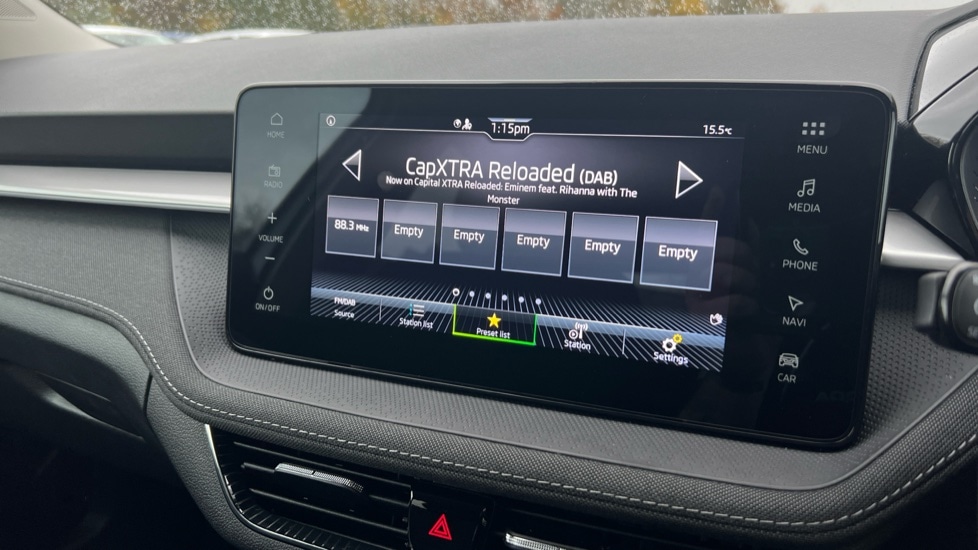 HOME
RADIO
+
VOLUME
-
ON/OFF
1:15pm
15.5°C
CapXTRA Reloaded (DAB)
Now on Capital XTRA Reloaded: Eminem feat. Rihanna with The
Monster
88.3 MHz
Empty
Empty
Empty
Empty
Empty
FM/DAB
Source
Station list
Preset list
Station
Settings
MENU
MEDIA
PHONE
NAVI
CAR